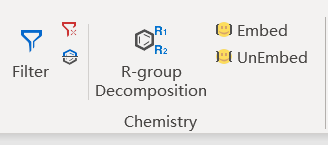 Filter
R1
R2
R-group
Decomposition
Embed
UnEmbed
Chemistry